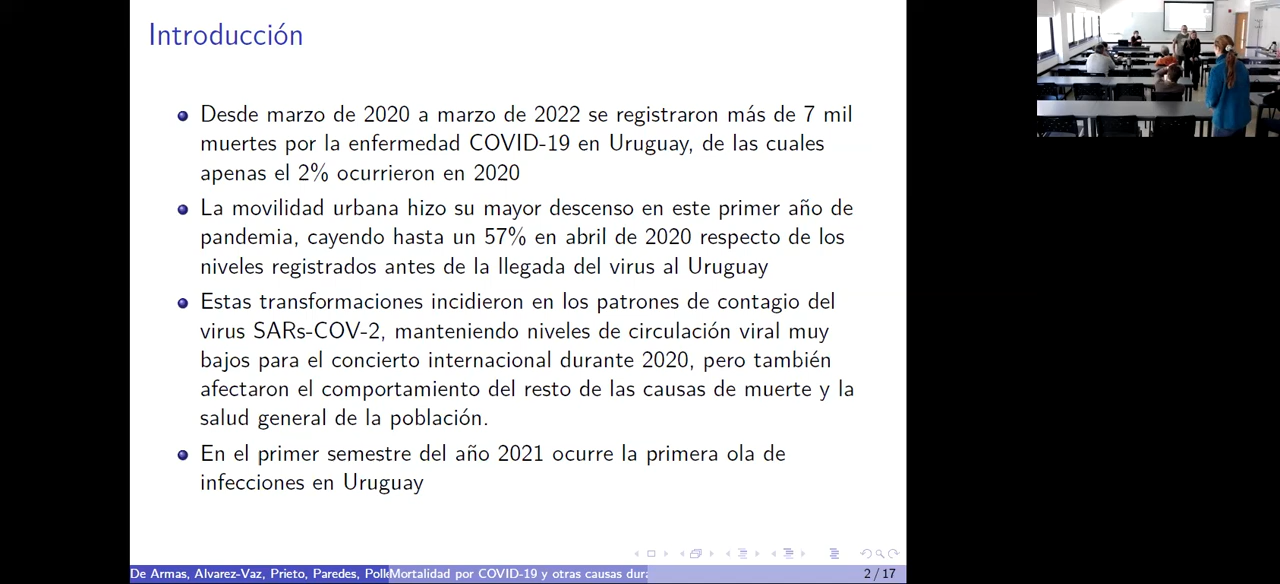 Introducción
Desde marzo de 2020 a marzo de 2022 se registraron más de 7 mil
muertes por la enfermedad COVID-19 en Uruguay, de las cuales
apenas el 2% ocurrieron en 2020
La movilidad urbana hizo su mayor descenso en este primer año de
pandemia, cayendo hasta un 57% en abril de 2020 respecto de los
niveles registrados antes de la llegada del virus al Uruguay
Estas transformaciones incidieron en los patrones de contagio del
virus SARs-COV-2, manteniendo niveles de circulación viral muy
bajos para el concierto internacional durante 2020, pero también
afectaron el comportamiento del resto de las causas de muerte y la
salud general de la población.
En el primer semestre del año 2021 ocurre la primera ola de
infecciones en Uruguay
De Armas, Alvarez-Vaz, Prieto, Paredes, Polle Mortalidad por COVID-19 y otras causas dura 2 / 17